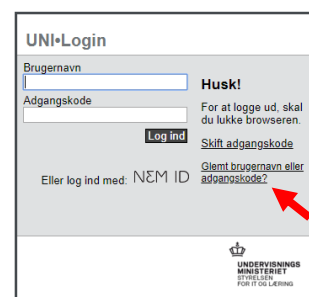 UNI•Login
Brugernavn
Adgangskode
Log ind
Eller log ind med: NEM ID
Husk!
For at logge ud, skal
du lukke browseren.
Skift adgangskode
Glemt brugernavn eller
adgangskode?
UNDERVISNINGS
MINISTERIET
STYRELSEN
FOR IT OG LÆRING